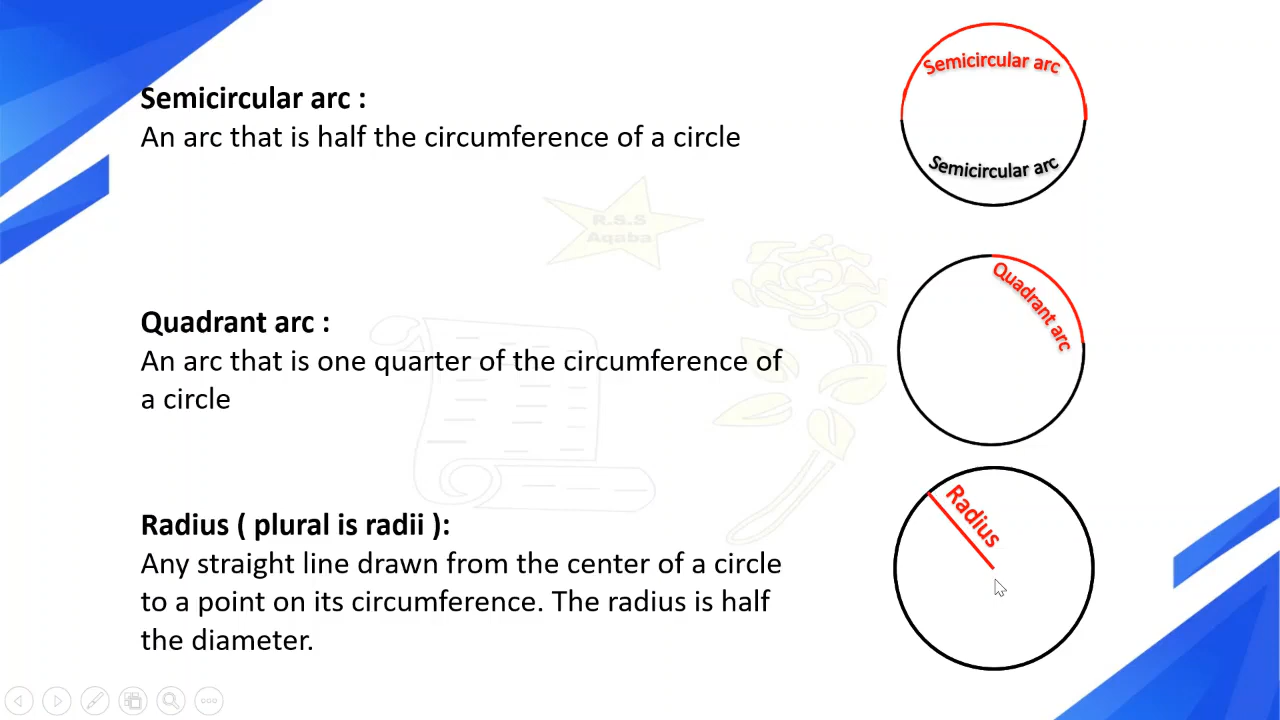 Semicircular arc :
An arc that is half the circumference of a circle
Semicircular arc
Semicircular arc
R.S.S
Aqaba
Quadrant arc :
An arc that is one quarter of the circumference of
a circle
Quadrant arc
Radius ( plural is radii ):
Any straight line drawn from the center of a circle
to a point on its circumference. The radius is half
the diameter.
Radius